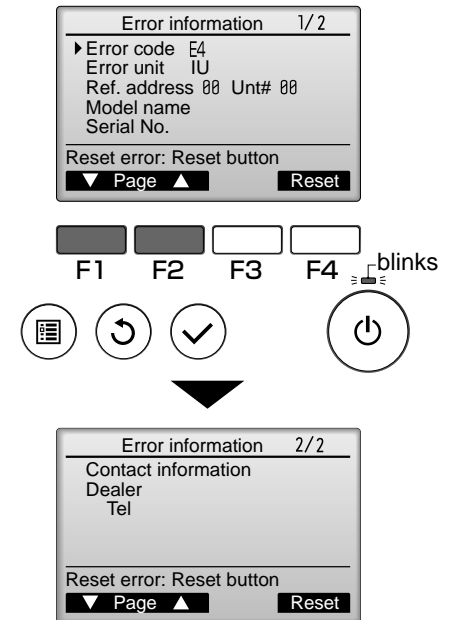 Error information 1/2
Error code E4
Error unit IU
Ref. address 00 Unt# 00
Model name
Serial No.
Reset error: Reset button
▼ Page ▲ Reset
F1 F2 F3 F4
blinks
Error information 2/2
Contact information
Dealer
Tel
Reset error: Reset button
▼ Page ▲ Reset